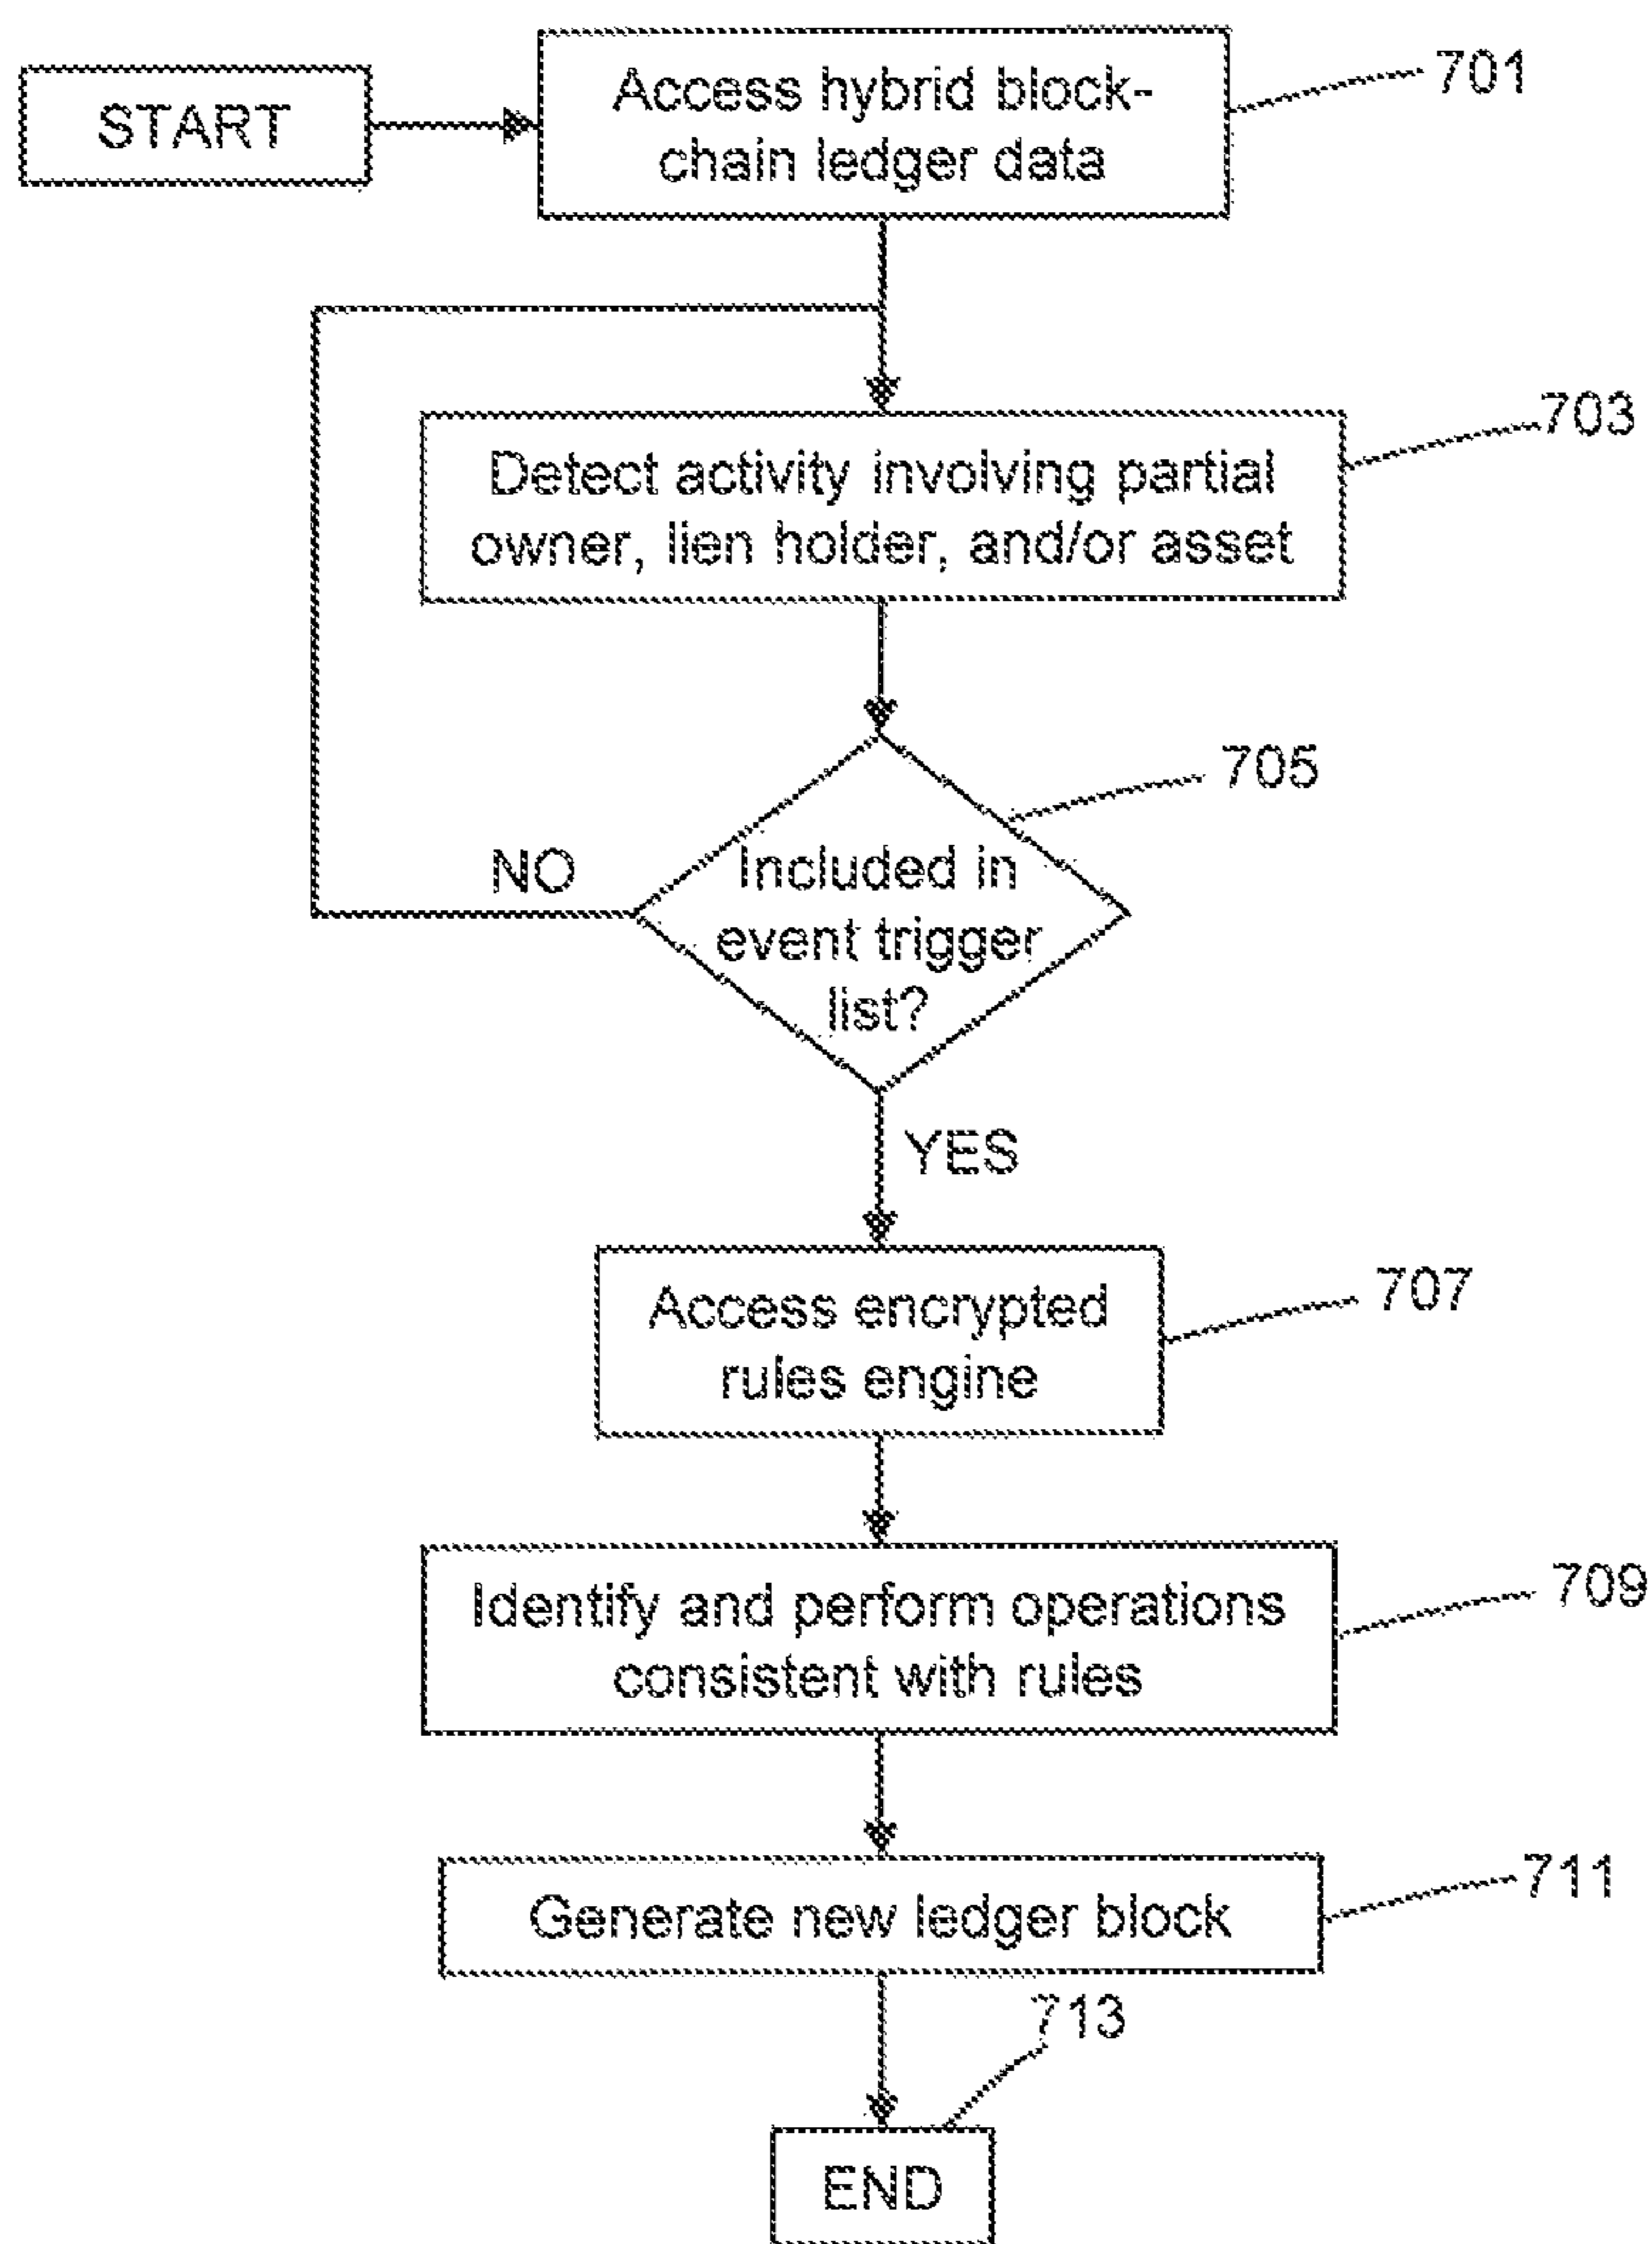 START
Access hybrid block-
chain ledger data
701
Detect activity involving partial
owner, lien holder, and/or asset
703
Included in
event trigger
list?
705
NO
YES
Access encrypted
rules engine
707
Identify and perform operations
consistent with rules
709
Generate new ledger block
711
713
END